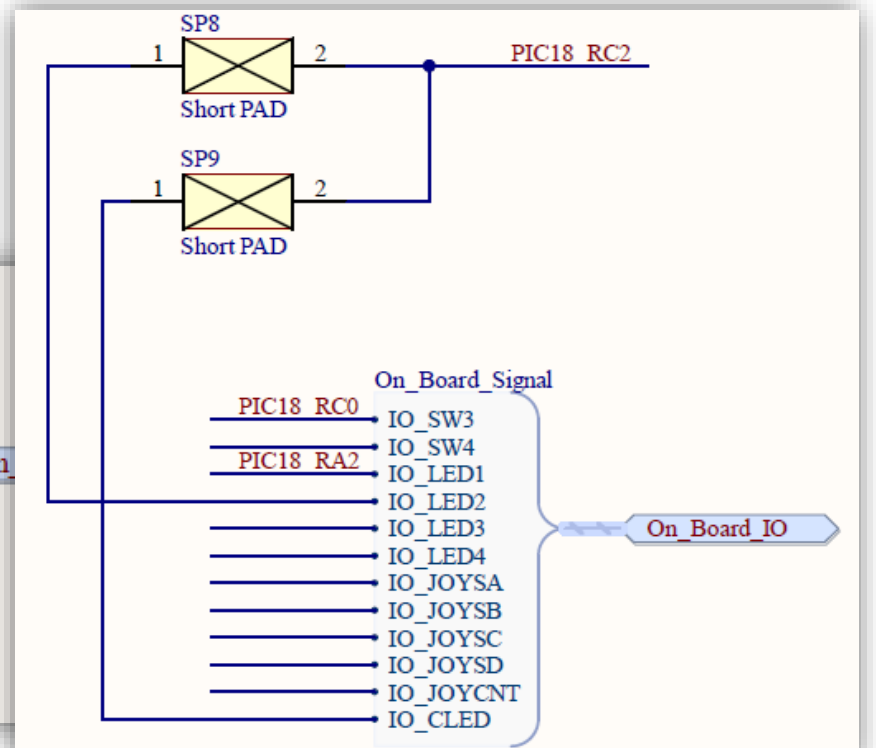 SP8
1 2 PIC18_RC2
Short PAD
SP9
1 2
Short PAD
On_Board_Signal
PIC18_RC0 IO_SW3
IO_SW4
PIC18_RA2 IO_LED1
IO_LED2
IO_LED3
IO_LED4
IO_JOYSA
IO_JOYSB
IO_JOYSC
IO_JOYSD
IO_JOYCNT
IO_CLED
On_Board_IO